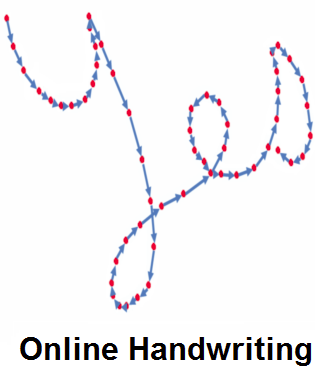 yes
Online Handwriting